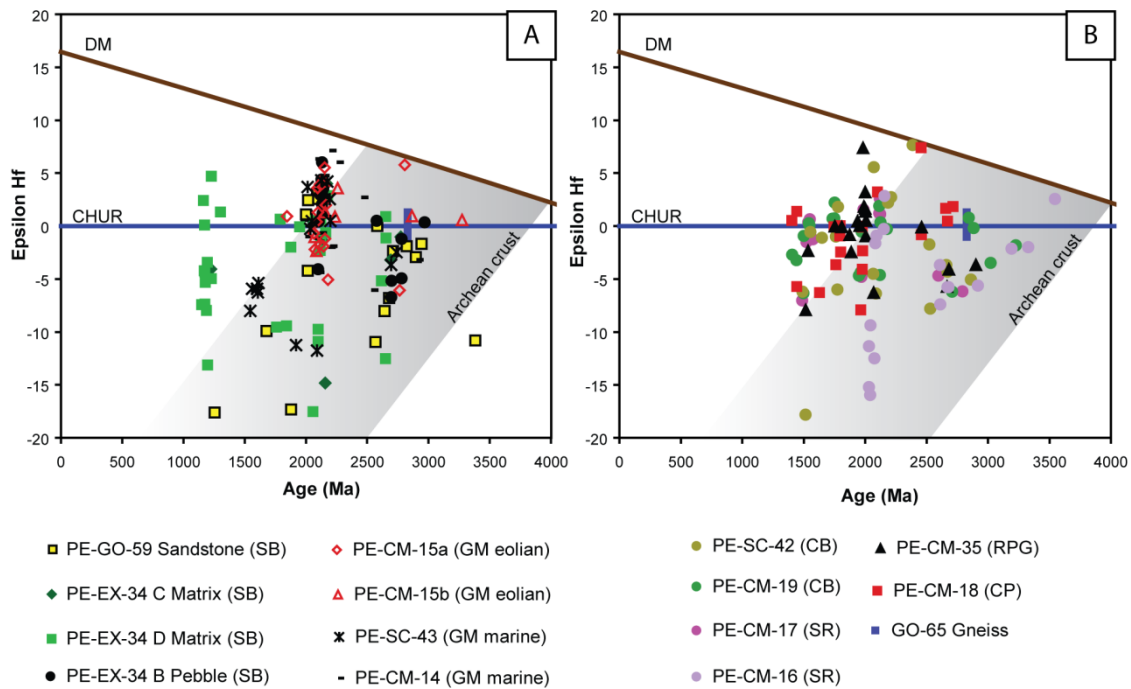 A
20
15
10
5
0
-5
-10
-15
-20
Epsilon Hf
DM
CHUR
Archean crust
0 500 1000 1500 2000 2500 3000 3500 4000
Age (Ma)
B
20
15
10
5
0
-5
-10
-15
-20
Epsilon Hf
DM
CHUR
Archean crust
0 500 1000 1500 2000 2500 3000 3500 4000
Age (Ma)
PE-GO-59 Sandstone (SB)
PE-EX-34 C Matrix (SB)
PE-EX-34 D Matrix (SB)
PE-EX-34 B Pebble (SB)
PE-CM-15a (GM eolian)
PE-CM-15b (GM eolian)
PE-SC-43 (GM marine)
PE-CM-14 (GM marine)
PE-SC-42 (CB)
PE-CM-19 (CB)
PE-CM-17 (SR)
PE-CM-16 (SR)
PE-CM-35 (RPG)
PE-CM-18 (CP)
GO-65 Gneiss